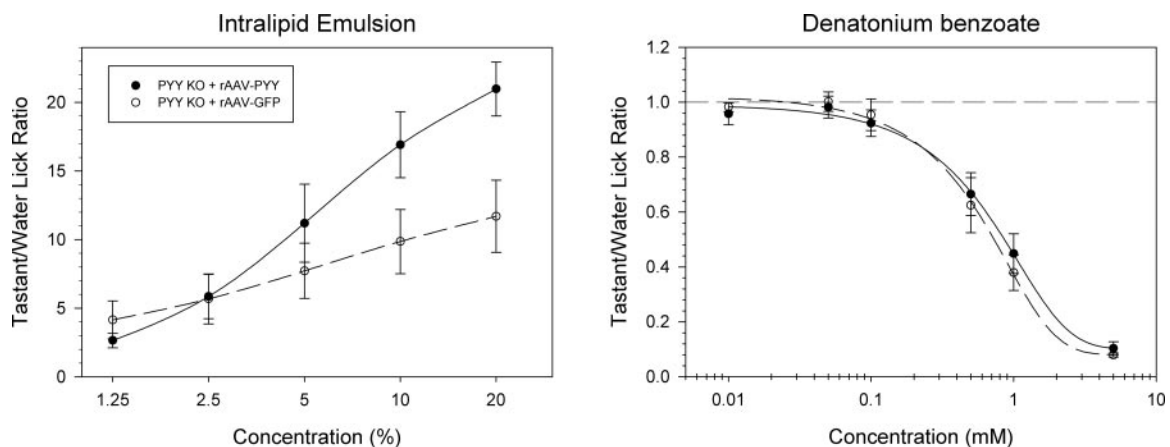 Intralipid Emulsion
Tastant/Water Lick Ratio
20
15
10
5
0
PYY KO + rAAV-PYY
PYY KO + rAAV-GFP
1.25 2.5 5 10 20
Concentration (%)
Denatonium benzoate
Tastant/Water Lick Ratio
1.2
1.0
0.8
0.6
0.4
0.2
0.0
0.01 0.1 1 10
Concentration (mM)